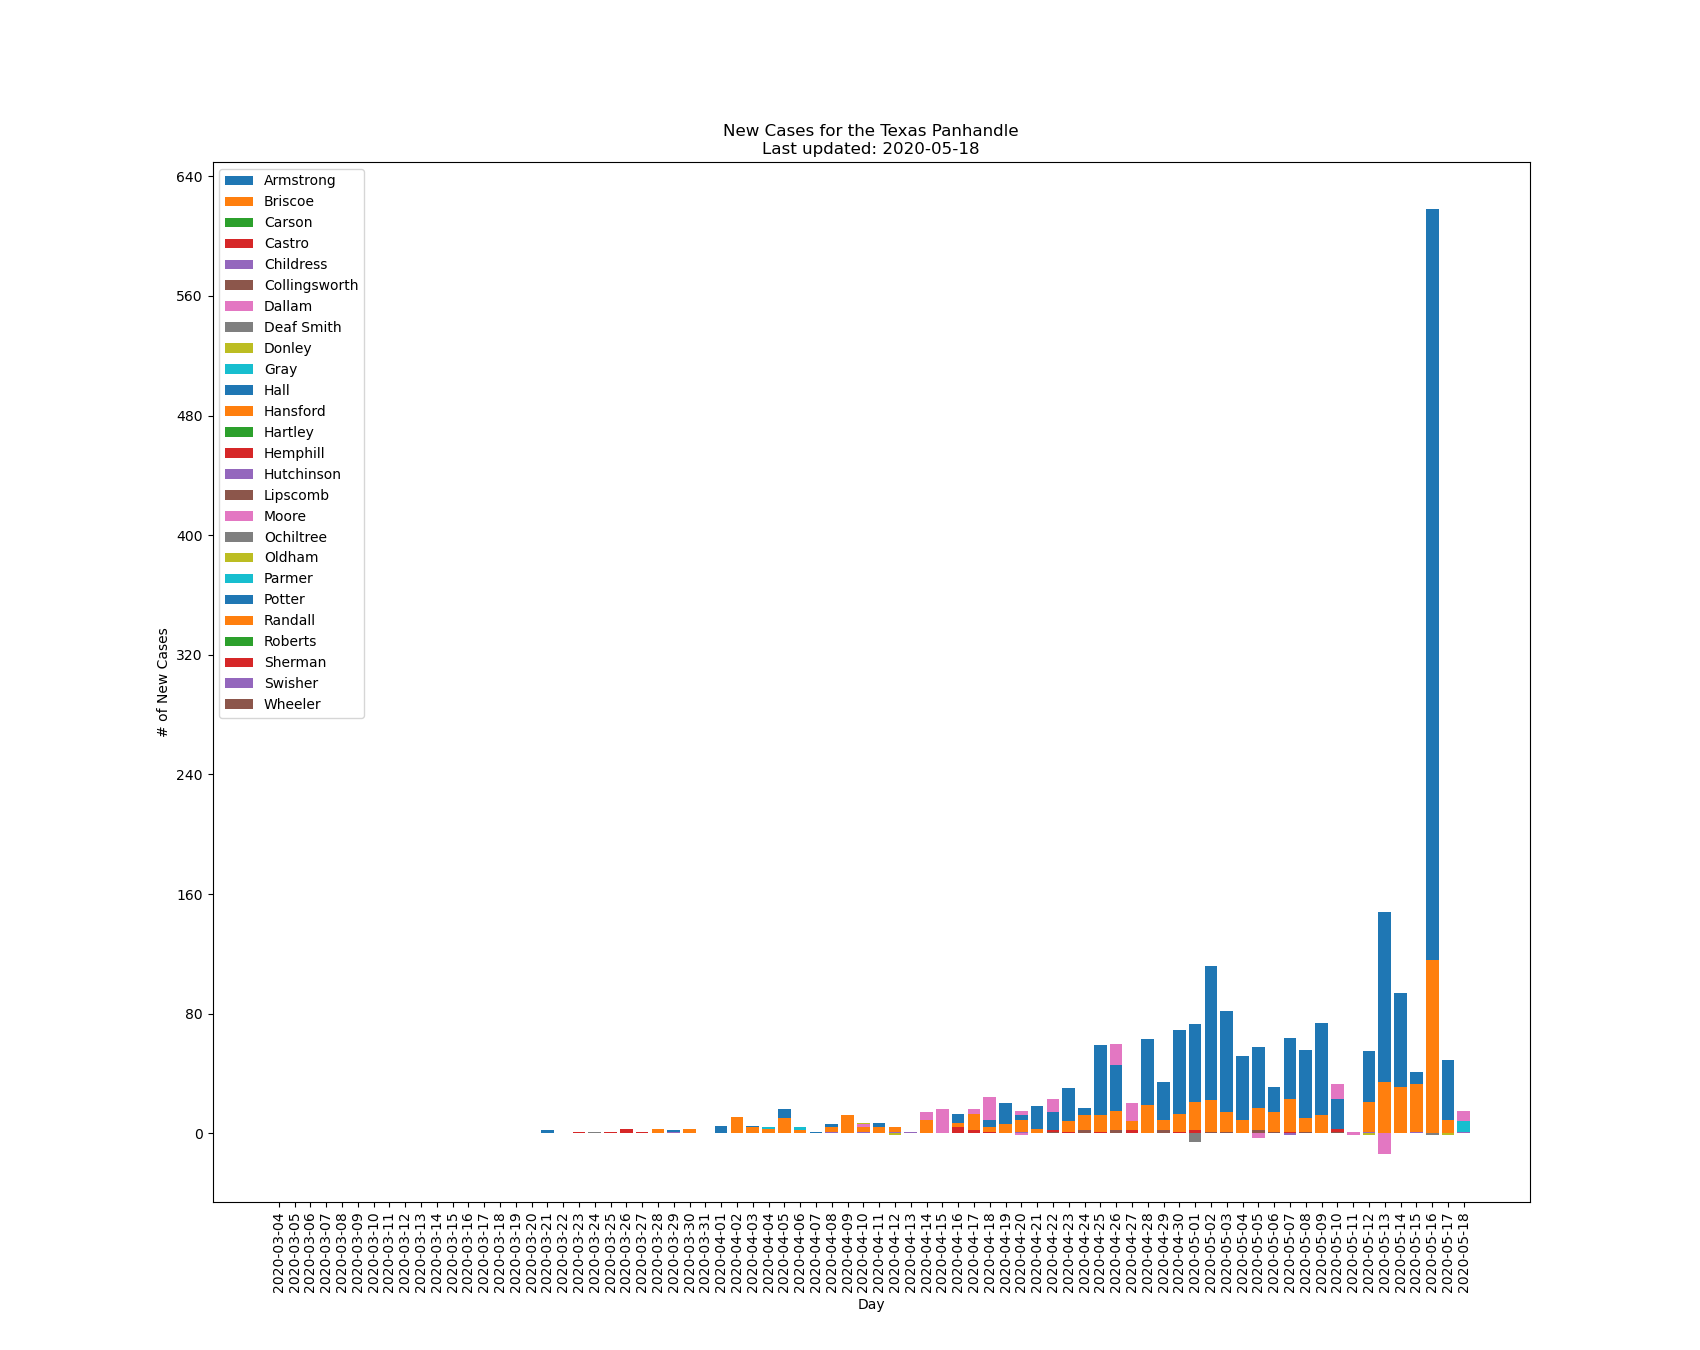 New Cases for the Texas Panhandle
Last updated: 2020-05-18
640
560
480
400
320
240
160
80
0
# of New Cases
Armstrong
Briscoe
Carson
Castro
Childress
Collingsworth
Dallam
Deaf Smith
Donley
Gray
Hall
Hansford
Hartley
Hemphill
Hutchinson
Lipscomb
Moore
Ochiltree
Oldham
Parmer
Potter
Randall
Roberts
Sherman
Swisher
Wheeler
2020-03-04
2020-03-05
2020-03-06
2020-03-07
2020-03-08
2020-03-09
2020-03-10
2020-03-11
2020-03-12
2020-03-13
2020-03-14
2020-03-15
2020-03-16
2020-03-17
2020-03-18
2020-03-19
2020-03-20
2020-03-21
2020-03-22
2020-03-23
2020-03-24
2020-03-25
2020-03-26
2020-03-27
2020-03-28
2020-03-29
2020-03-30
2020-03-31
2020-04-01
2020-04-02
2020-04-03
2020-04-04
2020-04-05
2020-04-06
2020-04-07
2020-04-08
2020-04-09
2020-04-10
2020-04-11
2020-04-12
2020-04-13
2020-04-14
2020-04-15
2020-04-16
2020-04-17
2020-04-18
2020-04-19
2020-04-20
2020-04-21
2020-04-22
2020-04-23
2020-04-24
2020-04-25
2020-04-26
2020-04-27
2020-04-28
2020-04-29
2020-04-30
2020-05-01
2020-05-02
2020-05-03
2020-05-04
2020-05-05
2020-05-06
2020-05-07
2020-05-08
2020-05-09
2020-05-10
2020-05-11
2020-05-12
2020-05-13
2020-05-14
2020-05-15
2020-05-16
2020-05-17
2020-05-18
Day